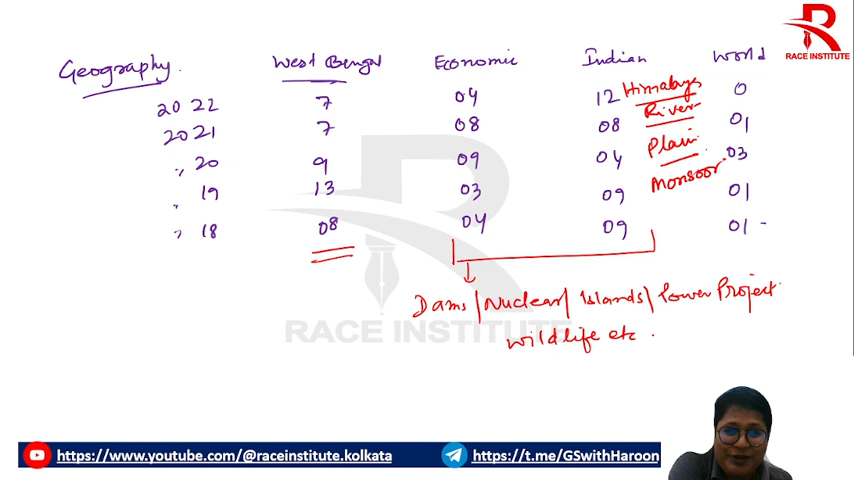 RACE INSTITUTE
Geography. West Bengal Economic Indian World
2022 7 04 12 Himalayas 0
2021 7 08 08 River 01
" 20 9 09 04 Plain 03
" 19 13 03 09 Monsoon 01
" 18 08 04 09 01
Dams / Nuclear / Islands / Power Project.
wildlife etc.
RACE INSTITUTE
https://www.youtube.com/@raceinstitute.kolkata https://t.me/GSwithHaroon